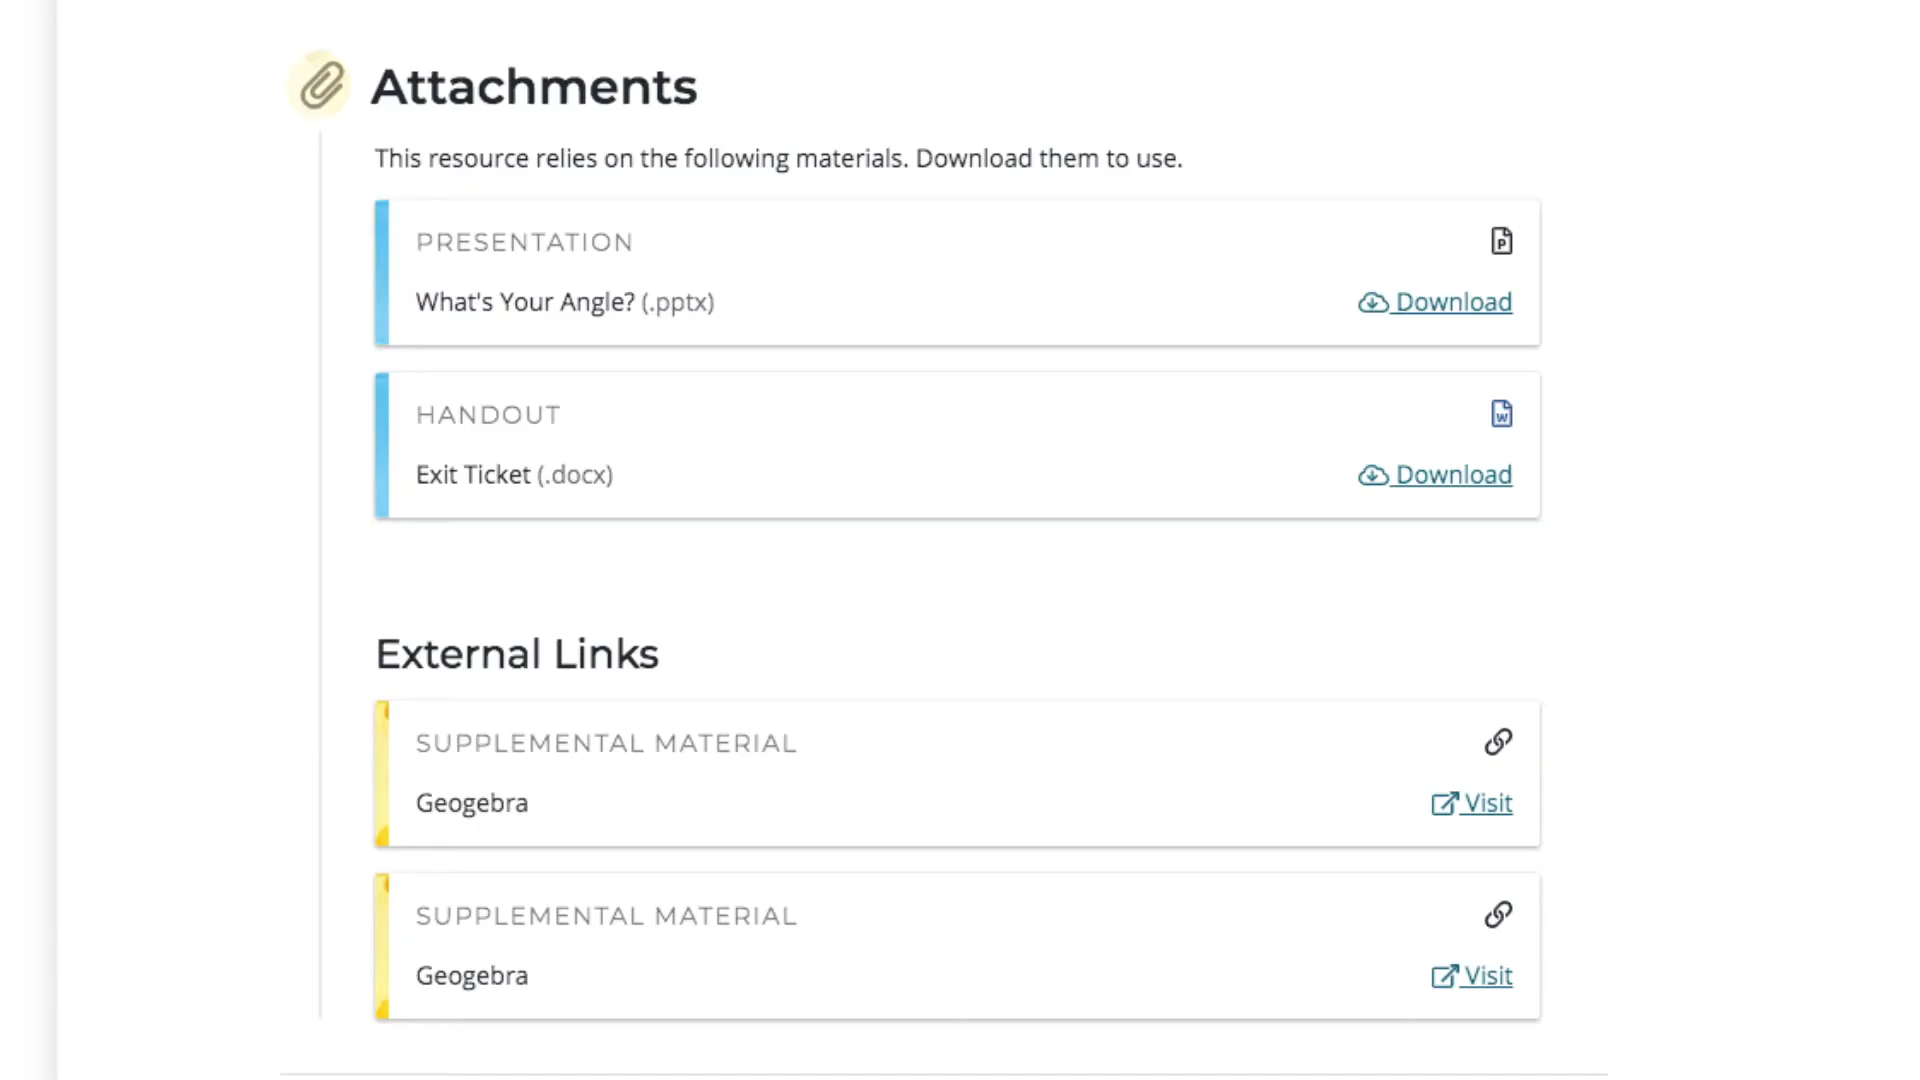 Attachments
This resource relies on the following materials. Download them to use.
PRESENTATION
What's Your Angle? (.pptx)
Download
HANDOUT
Exit Ticket (.docx)
Download
External Links
SUPPLEMENTAL MATERIAL
Geogebra
Visit
SUPPLEMENTAL MATERIAL
Geogebra
Visit